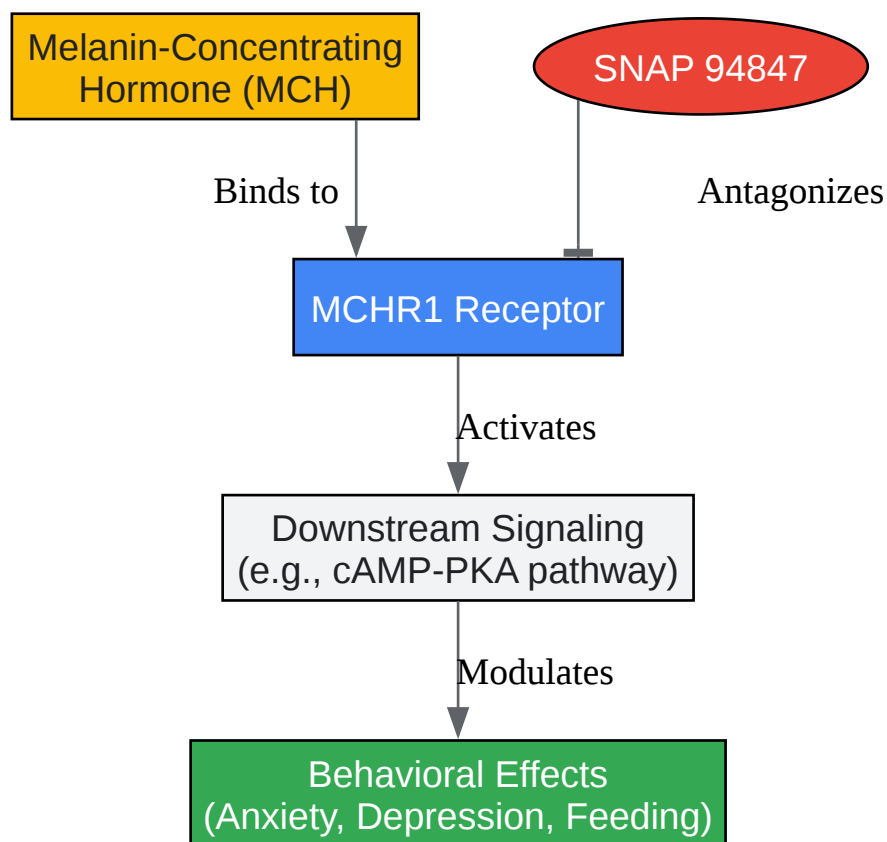 Melanin-Concentrating
Hormone (MCH)
SNAP 94847
Binds to
Antagonizes
MCHR1 Receptor
Activates
Downstream Signaling
(e.g., cAMP-PKA pathway)
Modulates
Behavioral Effects
(Anxiety, Depression, Feeding)